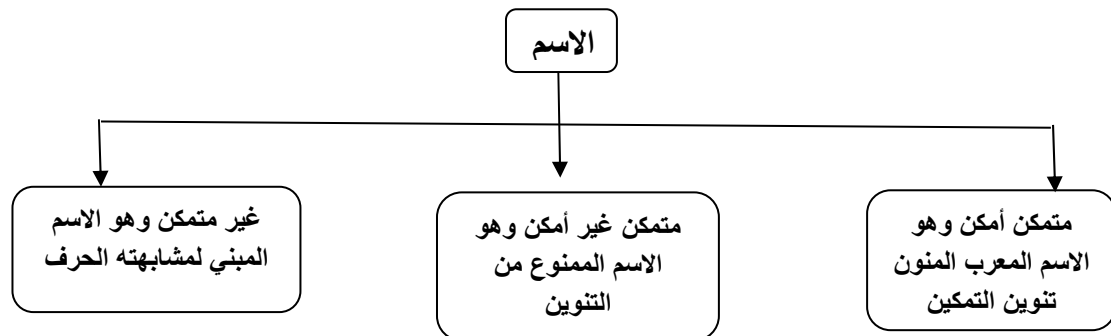 الاسم
متمكن أمكن وهو
الاسم المعرب المنون
تنوين التمكين
متمكن غير أمكن وهو
الاسم الممنوع من
التنوين
غير متمكن وهو الاسم
المبني لمشابهته الحرف